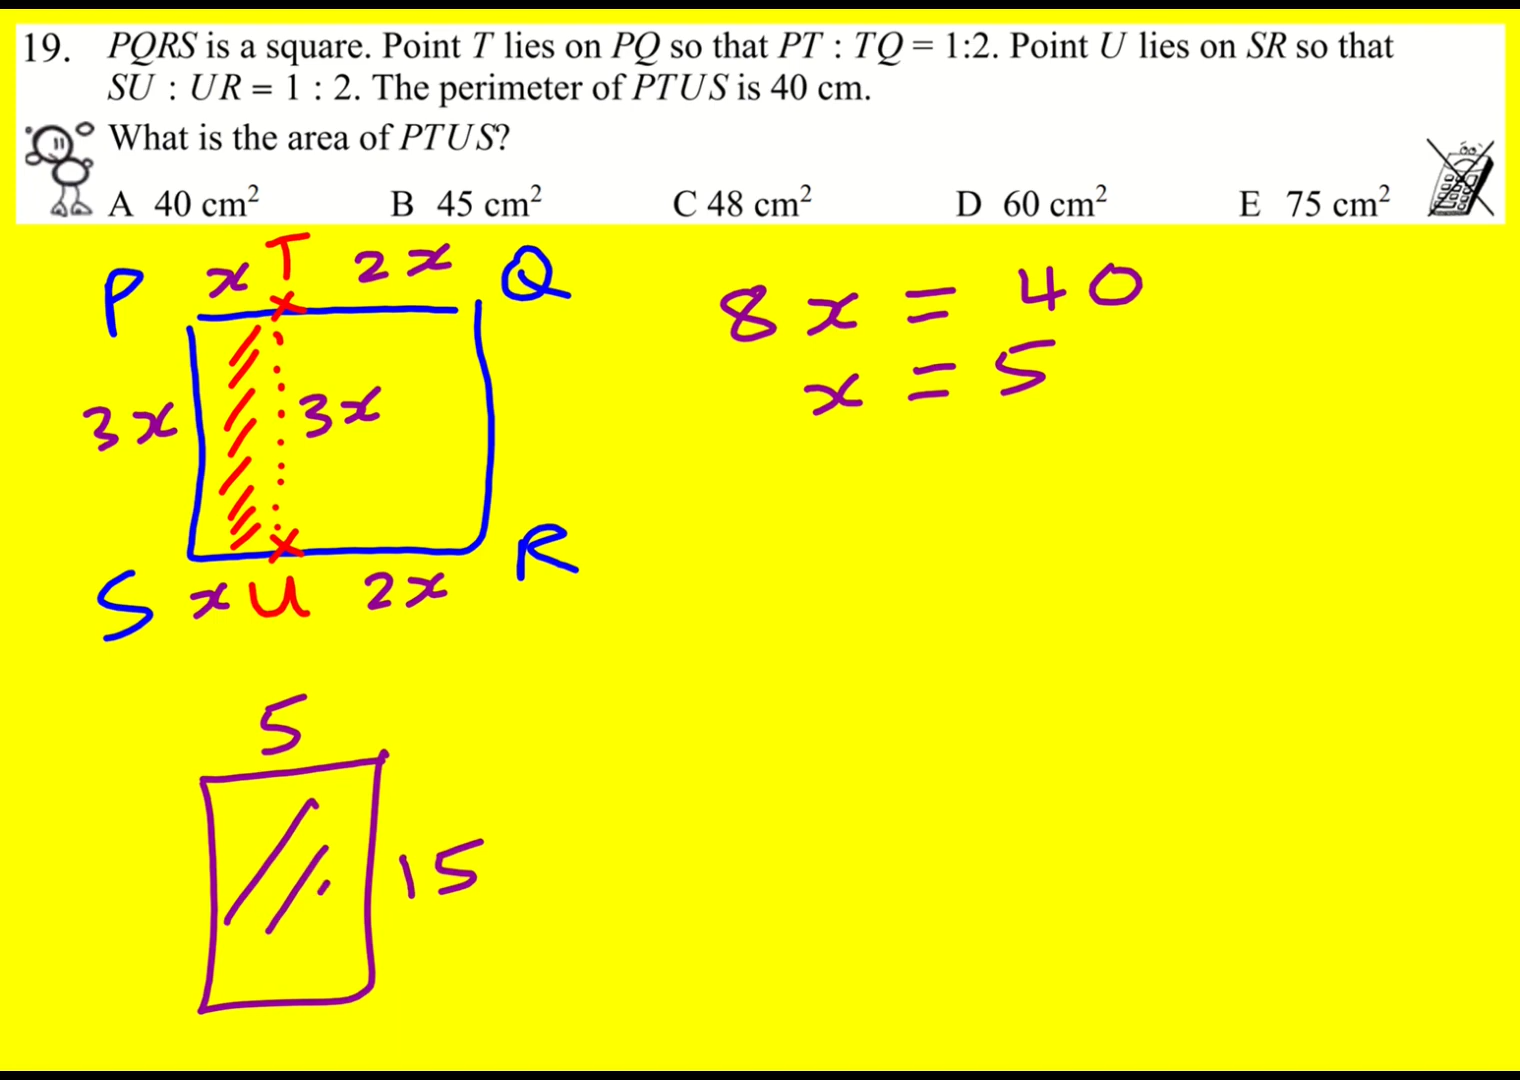 19. PQRS is a square. Point T lies on PQ so that PT : TQ = 1:2. Point U lies on SR so that
SU : UR = 1 : 2. The perimeter of PTUS is 40 cm.
What is the area of PTUS?
A 40 cm² B 45 cm² C 48 cm² D 60 cm² E 75 cm²
P x T 2x Q
3x 3x
S x U 2x R
8x = 40
x = 5
5
15